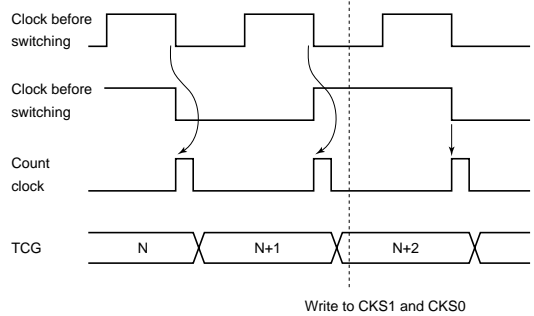 Clock before
switching
Clock before
switching
Count
clock
TCG
N
N+1
N+2
Write to CKS1 and CKS0